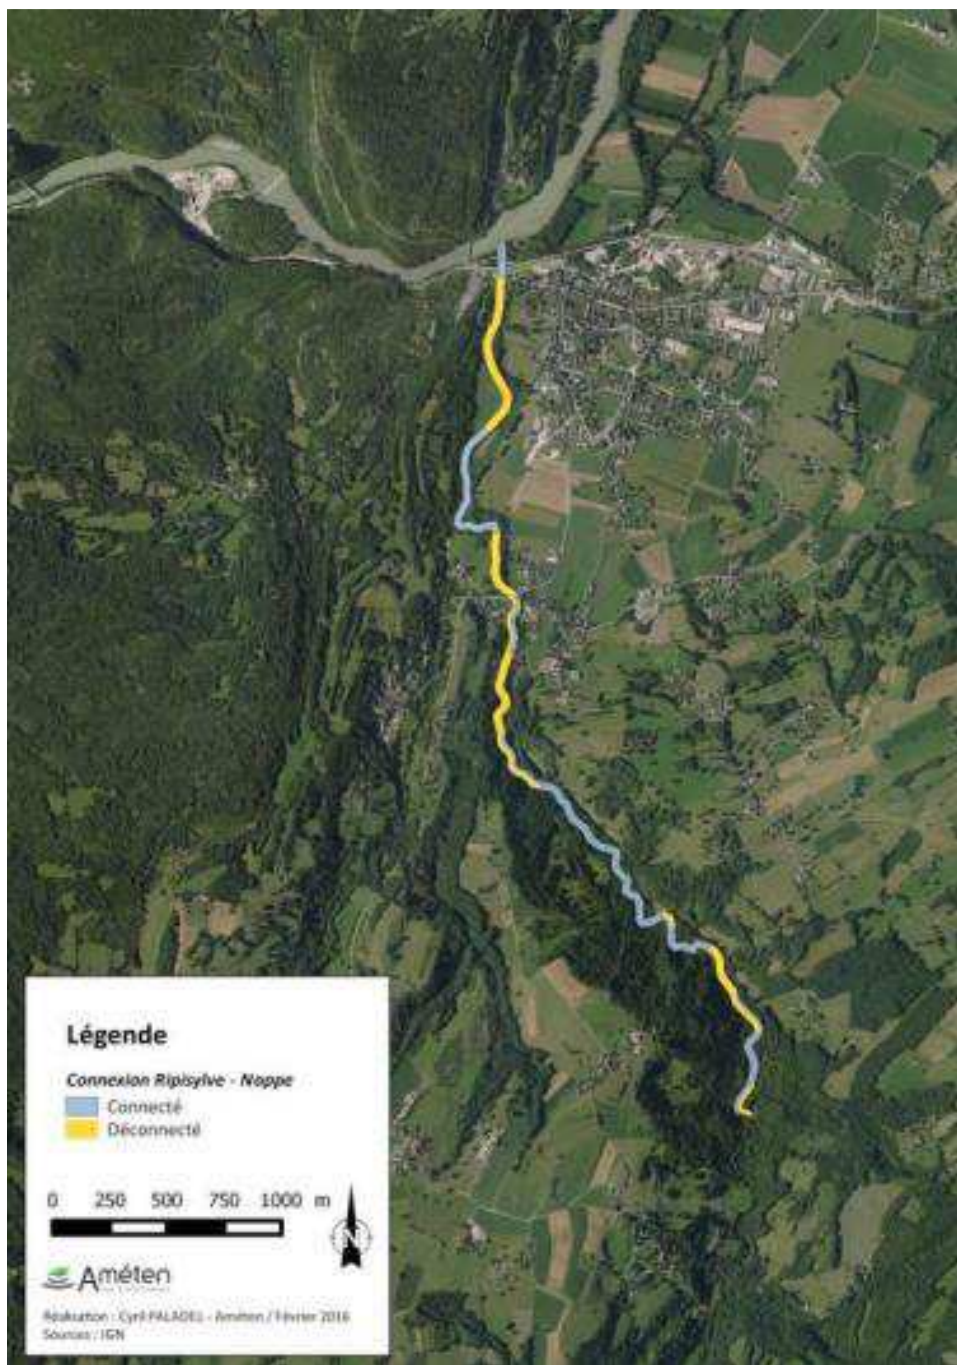 Légende
Connexion Ripisylve - Nappe
Connecté
Déconnecté
0 250 500 750 1000 m
N
Améten
Réalisation : Cyril PALADEL - Améten / Février 2016
Sources : IGN